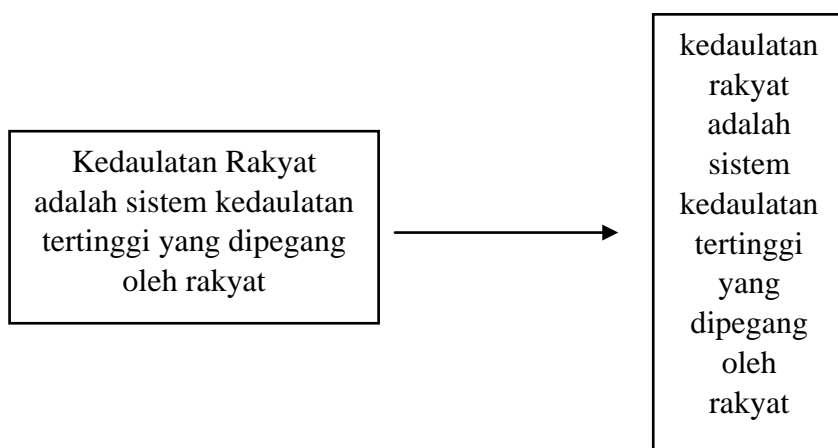 Kedaulatan Rakyat
adalah sistem kedaulatan
tertinggi yang dipegang
oleh rakyat
kedaulatan
rakyat
adalah
sistem
kedaulatan
tertinggi
yang
dipegang
oleh
rakyat